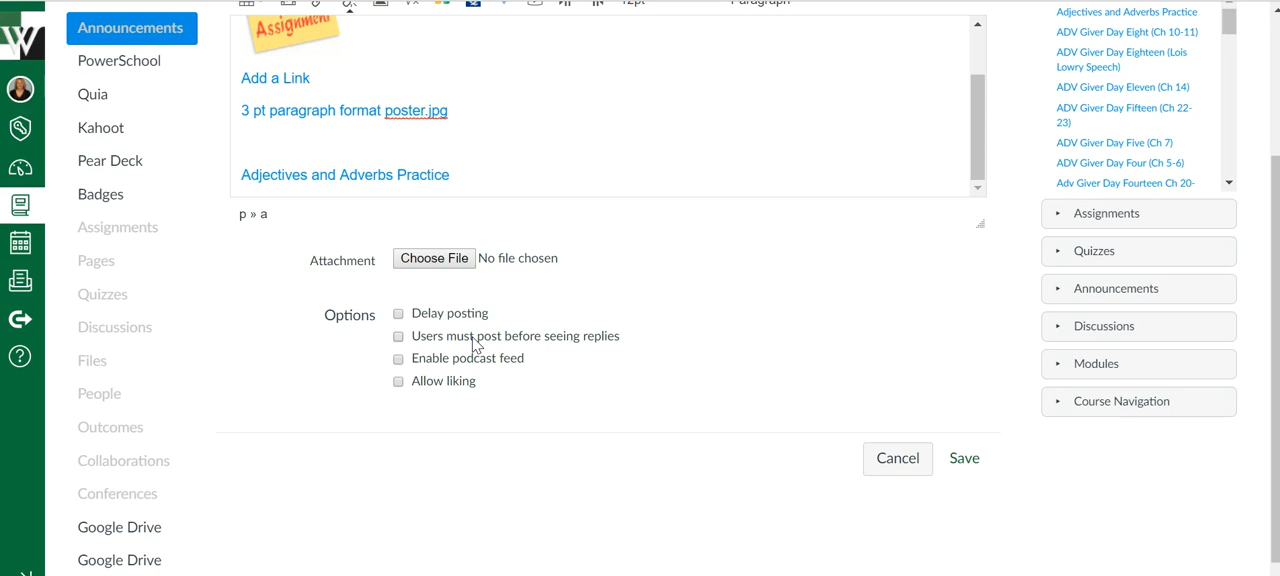 12pt
Paragraph
W
Announcements
PowerSchool
Quia
Kahoot
Pear Deck
Badges
Assignments
Pages
Quizzes
Discussions
Files
People
Outcomes
Collaborations
Conferences
Google Drive
Google Drive
Assignment
Add a Link
3 pt paragraph format poster.jpg
Adjectives and Adverbs Practice
p » a
Attachment Choose File No file chosen
Options Delay posting
Users must post before seeing replies
Enable podcast feed
Allow liking
Cancel Save
Adjectives and Adverbs Practice
ADV Giver Day Eight (Ch 10-11)
ADV Giver Day Eighteen (Lois
Lowry Speech)
ADV Giver Day Eleven (Ch 14)
ADV Giver Day Fifteen (Ch 22-
23)
ADV Giver Day Five (Ch 7)
ADV Giver Day Four (Ch 5-6)
Adv Giver Day Fourteen Ch 20-
Assignments
Quizzes
Announcements
Discussions
Modules
Course Navigation